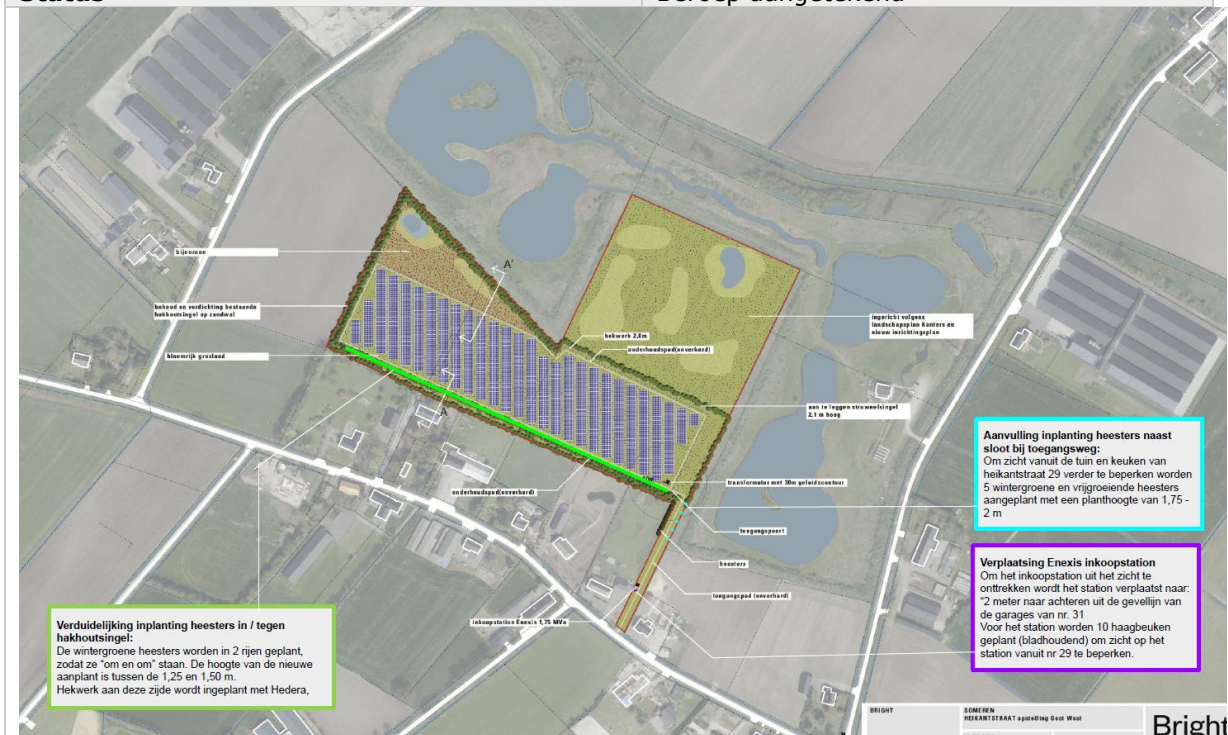 Status
Beroep aangetekend
bijenzone
behoud en verdichting bestaande
hakhoutsingel op zandwal
bloemrijk grasland
A'
A
hekwerk 2,0m
onderhoudspad(onverhard)
ingericht volgens
landschapsplan Kanters en
nieuw inrichtingsplan
aan te leggen struweelsingel
2,1 m hoog
onderhoudspad(onverhard)
transformator met 30m geluidscontour
toegangspoort
heesters
toegangspad (onverhard)
inkoopstation Enexis 1,75 MVa
Aanvulling inplanting heesters naast
sloot bij toegangsweg:
Om zicht vanuit de tuin en keuken van
heikantstraat 29 verder te beperken worden
5 wintergroene en vrijgroeiende heesters
aangeplant met een planthoogte van 1,75 -
2 m
Verplaatsing Enexis inkoopstation
Om het inkoopstation uit het zicht te
onttrekken wordt het station verplaatst naar:
"2 meter naar achteren uit de gevellijn van
de garages van nr. 31
Voor het station worden 10 haagbeuken
geplant (bladhoudend) om zicht op het
station vanuit nr 29 te beperken.
Verduidelijking inplanting heesters in / tegen
hakhoutsingel:
De wintergroene heesters worden in 2 rijen geplant,
zodat ze "om en om" staan. De hoogte van de nieuwe
aanplant is tussen de 1,25 en 1,50 m.
Hekwerk aan deze zijde wordt ingeplant met Hedera,
BRIGHT
SOMEREN
HEIKANTSTRAAT opstelling Oost West
Bright